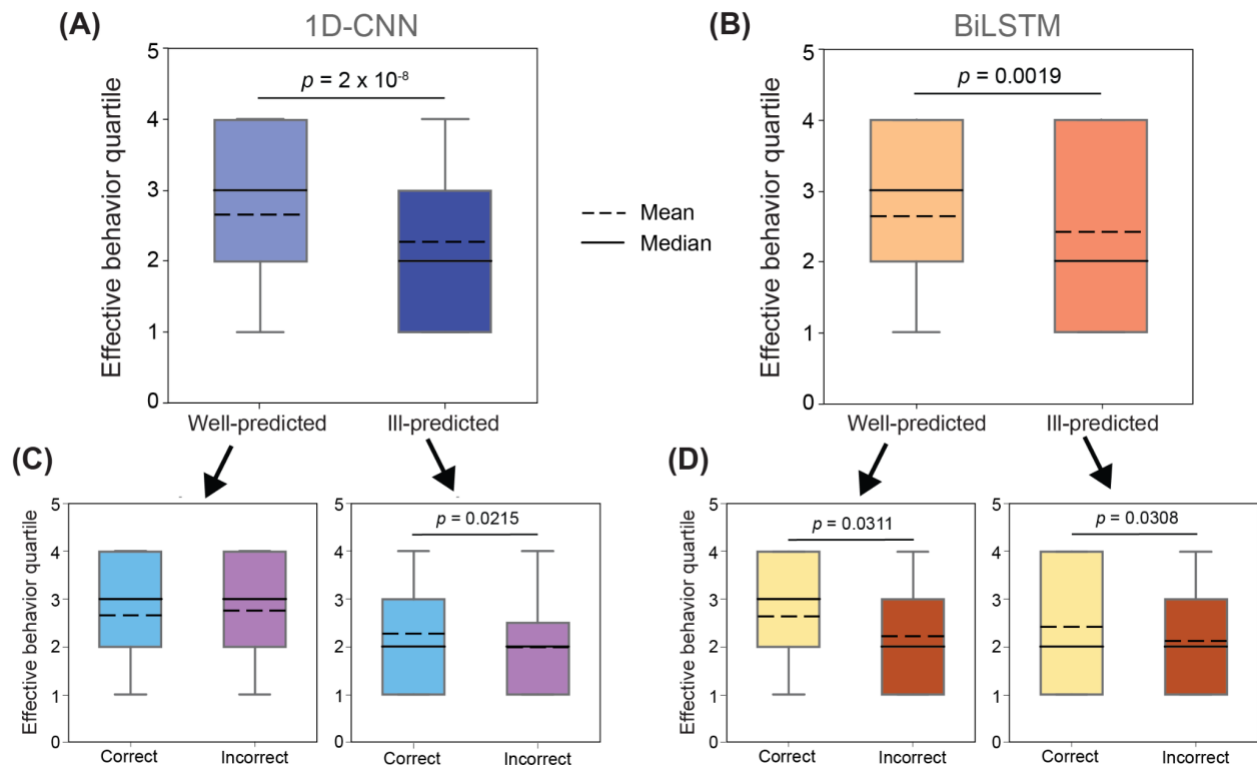 (A)
1D-CNN
5
4
3
2
1
0
Effective behavior quartile
p = 2 x 10-8
Well-predicted
Ill-predicted
Mean
Median
(B)
BiLSTM
5
4
3
2
1
0
Effective behavior quartile
p = 0.0019
Well-predicted
Ill-predicted
(C)
5
4
3
2
1
0
Effective behavior quartile
Correct
Incorrect
5
4
3
2
1
0
p = 0.0215
Correct
Incorrect
(D)
5
4
3
2
1
0
Effective behavior quartile
p = 0.0311
Correct
Incorrect
5
4
3
2
1
0
p = 0.0308
Correct
Incorrect